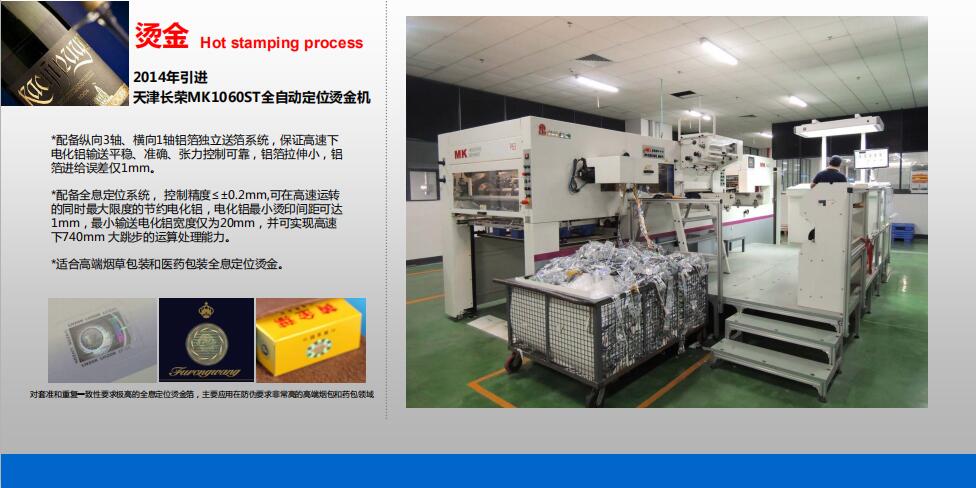 烫金 Hot stamping process
2014年引进
天津长荣MK1060ST全自动定位烫金机
*配备纵向3轴、横向1轴铝箔独立送箔系统，保证高速下
电化铝输送平稳、准确、张力控制可靠，铝箔拉伸小，铝
箔进给误差仅1mm。
*配备全息定位系统， 控制精度≤±0.2mm,可在高速运转
的同时最大限度的节约电化铝，电化铝最小烫印间距可达
1mm，最小输送电化铝宽度仅为20mm，并可实现高速
下740mm 大跳步的运算处理能力。
*适合高端烟草包装和医药包装全息定位烫金。
Furongwang
对套准和重复一致性要求极高的全息定位烫金箔，主要应用在防伪要求非常高的高端烟包和药包领域
MK